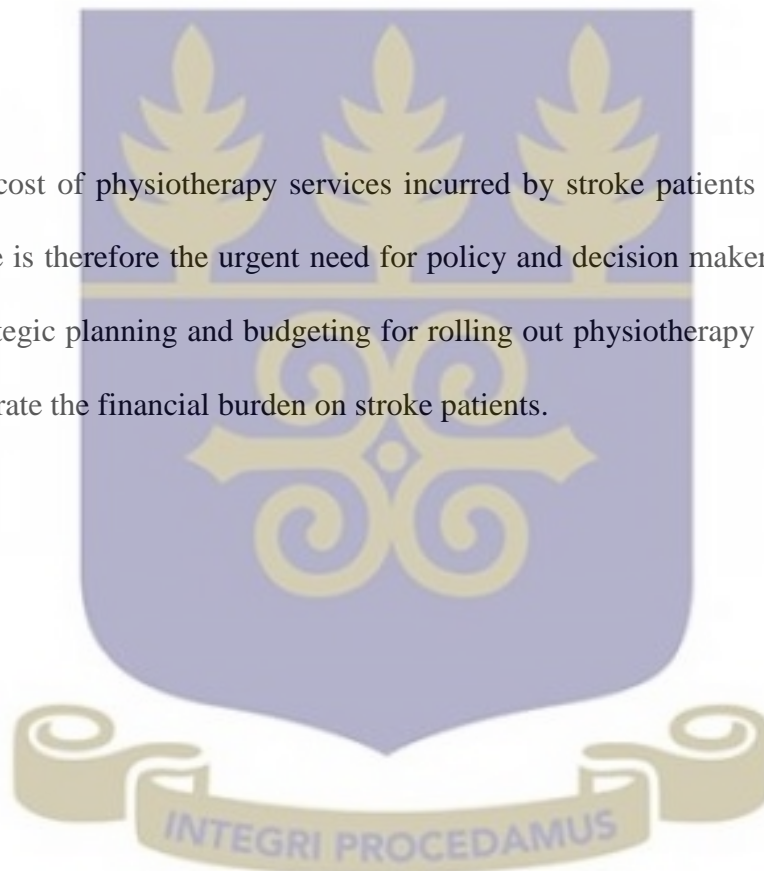 cost of physiotherapy services incurred by stroke patients
is therefore the urgent need for policy and decision maker
tegic planning and budgeting for rolling out physiotherapy
rate the financial burden on stroke patients.
INTEGRI PROCEDAMUS